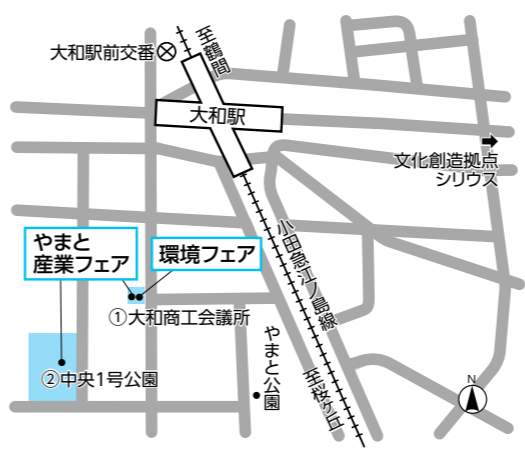 至鶴間
大和駅前交番
大和駅
文化創造拠点
シリウス
小田急江ノ島線
やまと
産業フェア
環境フェア
①大和商工会議所
②中央1号公園
やまと公園
至桜ヶ丘
N